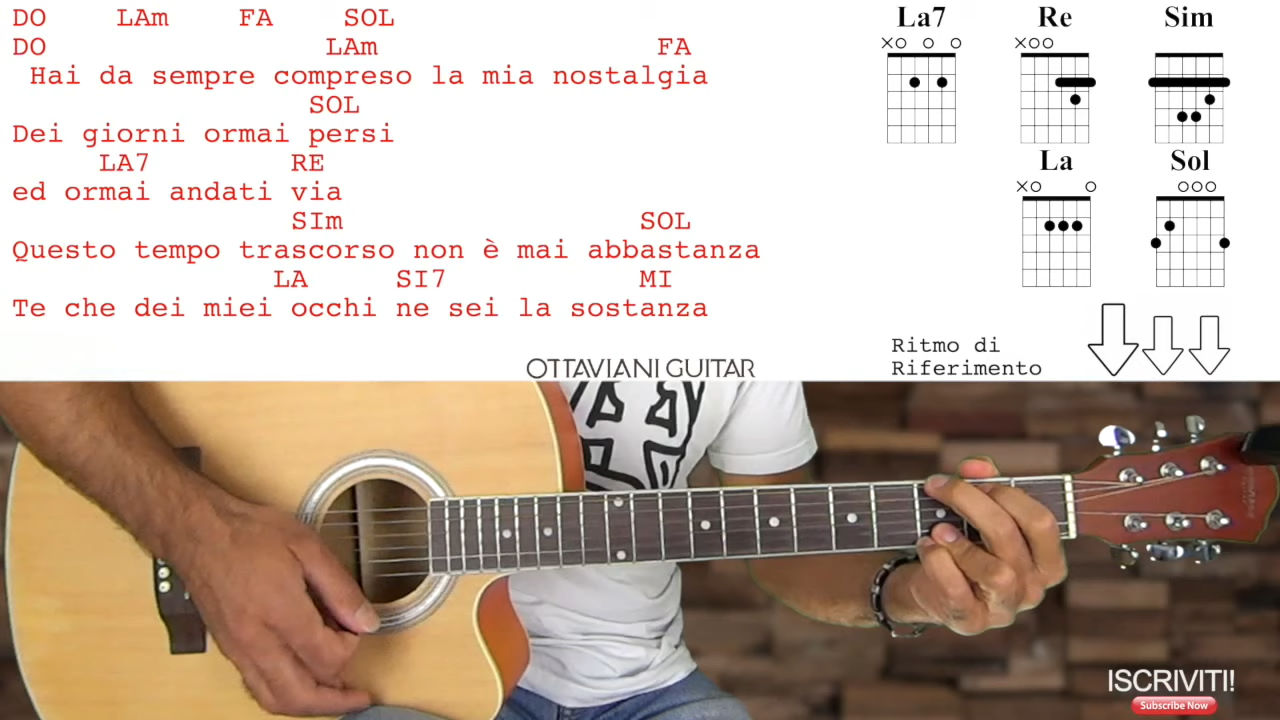 DO LAm FA SOL
DO LAm FA
Hai da sempre compreso la mia nostalgia
SOL
Dei giorni ormai persi
LA7 RE
ed ormai andati via
SIm SOL
Questo tempo trascorso non è mai abbastanza
LA SI7 MI
Te che dei miei occhi ne sei la sostanza
La7 Re Sim
La Sol
Ritmo di
Riferimento
OTTAVIANI GUITAR
ISCRIVITI!
Subscribe Now